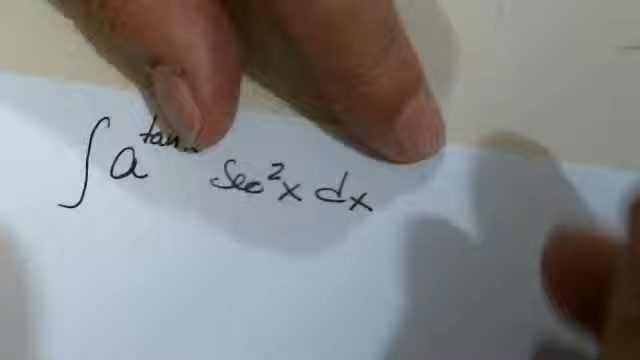 ∫ a^tan sec²x dx